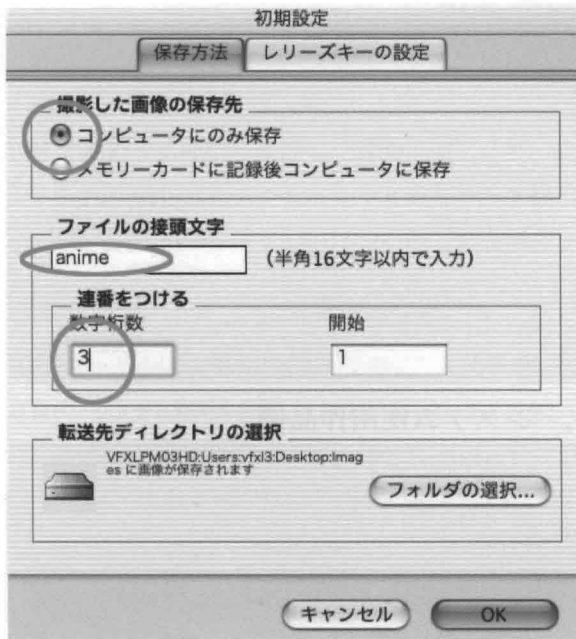 初期設定
保存方法
レリーズキーの設定
撮影した画像の保存先
コンピュータにのみ保存
メモリーカードに記録後コンピュータに保存
ファイルの接頭文字
anime
(半角16文字以内で入力)
連番をつける
数字桁数
開始
3
1
転送先ディレクトリの選択
VFXLPM03HD:Users:vfxl3:Desktop:Imag
es に画像が保存されます
フォルダの選択...
キャンセル
OK